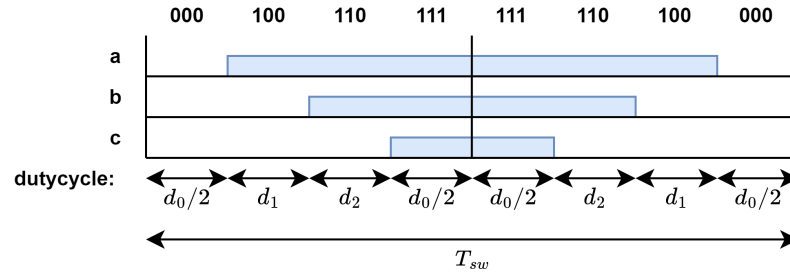 000 100 110 111 111 110 100 000
a
b
c
dutycycle: d₀/2 d₁ d₂ d₀/2 d₀/2 d₂ d₁ d₀/2
Tₛw